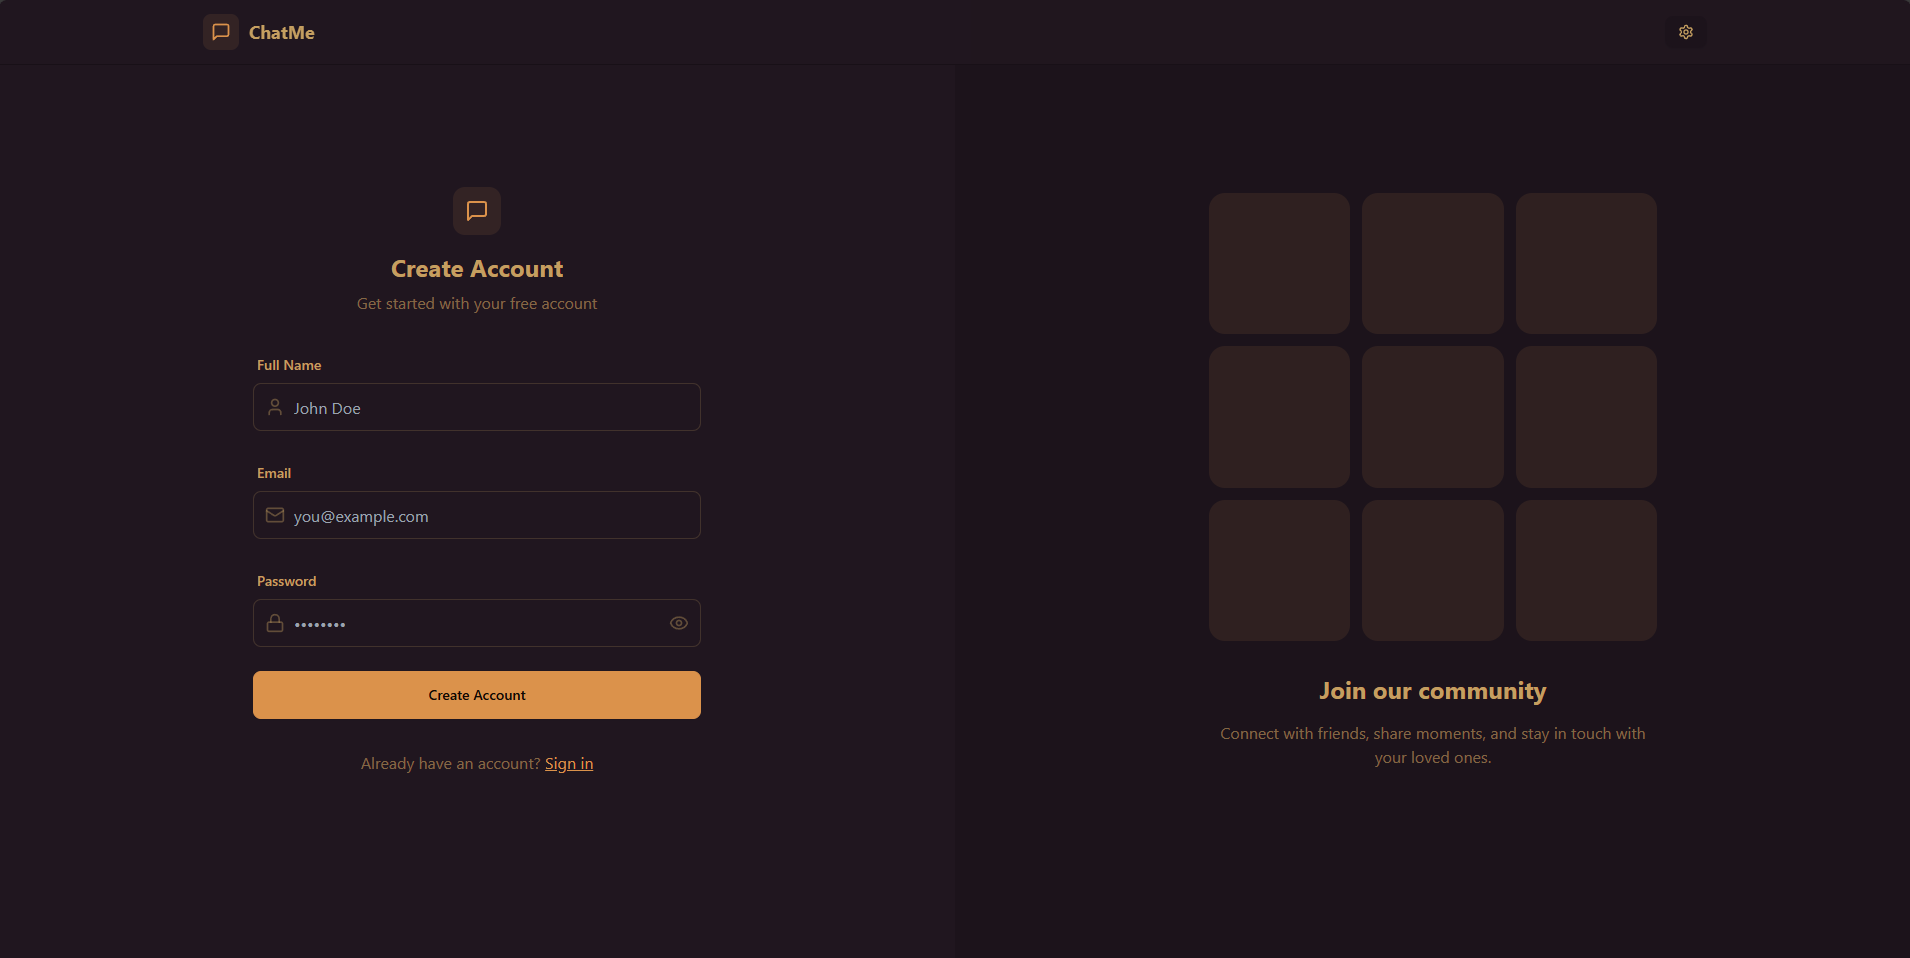 ChatMe
Create Account
Get started with your free account
Full Name
John Doe
Email
you@example.com
Password
••••••••
Create Account
Already have an account? Sign in
Join our community
Connect with friends, share moments, and stay in touch with
your loved ones.